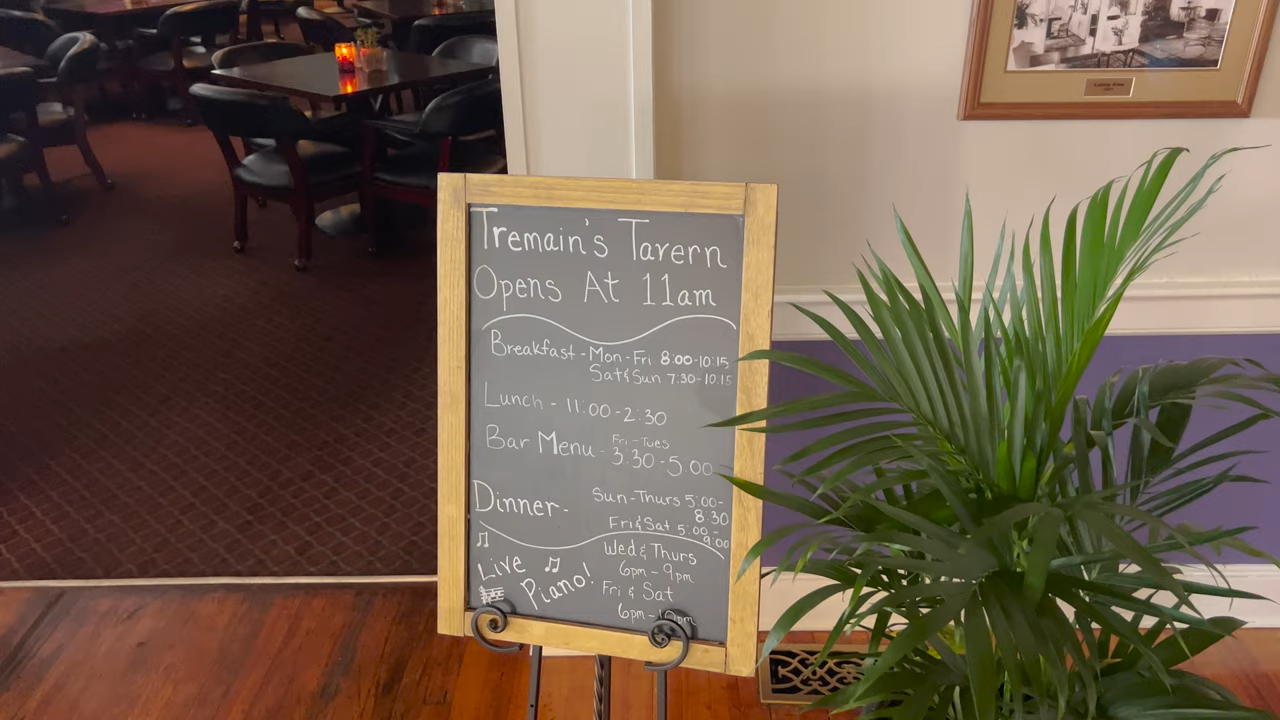 Tremain's Tavern
Opens At 11am
Breakfast - Mon - Fri 8:00-10:15
Sat & Sun 7:30-10:15
Lunch - 11:00-2:30
Bar Menu - Fri-Tues
3:30-5:00
Dinner - Sun-Thurs 5:00-
8:30
Fri & Sat 5:00-
9:00
Live Piano!
Wed & Thurs
6pm-9pm
Fri & Sat
6pm-10pm